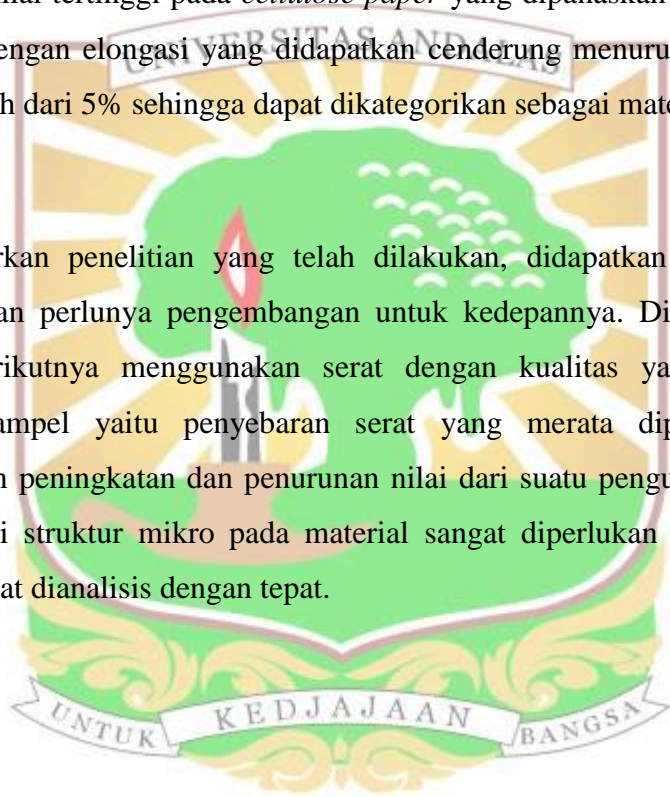 ilai tertinggi pada cellulose paper yang dipanaskan
UNIVERSITAS ANDALAS
engan elongasi yang didapatkan cenderung menuru
h dari 5% sehingga dapat dikategorikan sebagai mate
rkan penelitian yang telah dilakukan, didapatkan
an perlunya pengembangan untuk kedepannya. Di
rikutnya menggunakan serat dengan kualitas ya
ampel yaitu penyebaran serat yang merata dip
n peningkatan dan penurunan nilai dari suatu pengu
i struktur mikro pada material sangat diperlukan
at dianalisis dengan tepat.
UNTUK KEDJAJAAN BANGSA